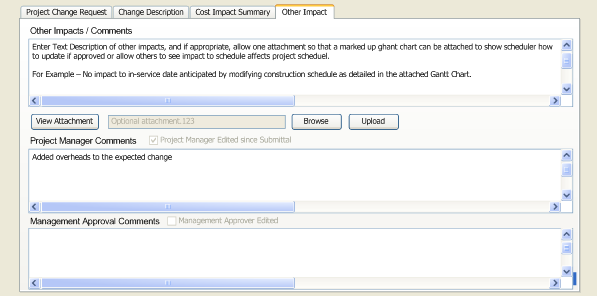 Project Change Request Change Description Cost Impact Summary Other Impact
Other Impacts / Comments
Enter Text Description of other impacts, and if appropriate, allow one attachment so that a marked up ghant chart can be attached to show scheduler how
to update if approved or allow others to see impact to schedule affects project scheduel.
For Example – No impact to in-service date anticipated by modifying construction schedule as detailed in the attached Gantt Chart.
View Attachment Optional attachment.123 Browse Upload
Project Manager Comments Project Manager Edited since Submittal
Added overheads to the expected change
Management Approval Comments Management Approver Edited